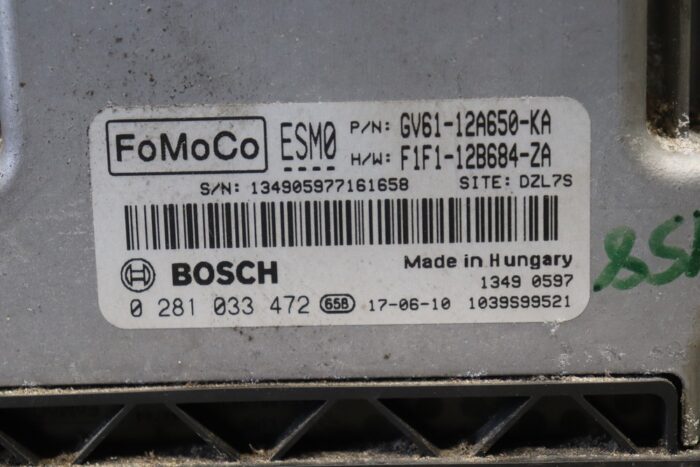 FoMoCo ESM0 P/N: GV61-12A650-KA
H/W: F1F1-12B684-ZA
S/N: 134905977161658 SITE: DZL7S
BOSCH Made in Hungary
1349 0597
0 281 033 472 658 17-06-10 1039S99521